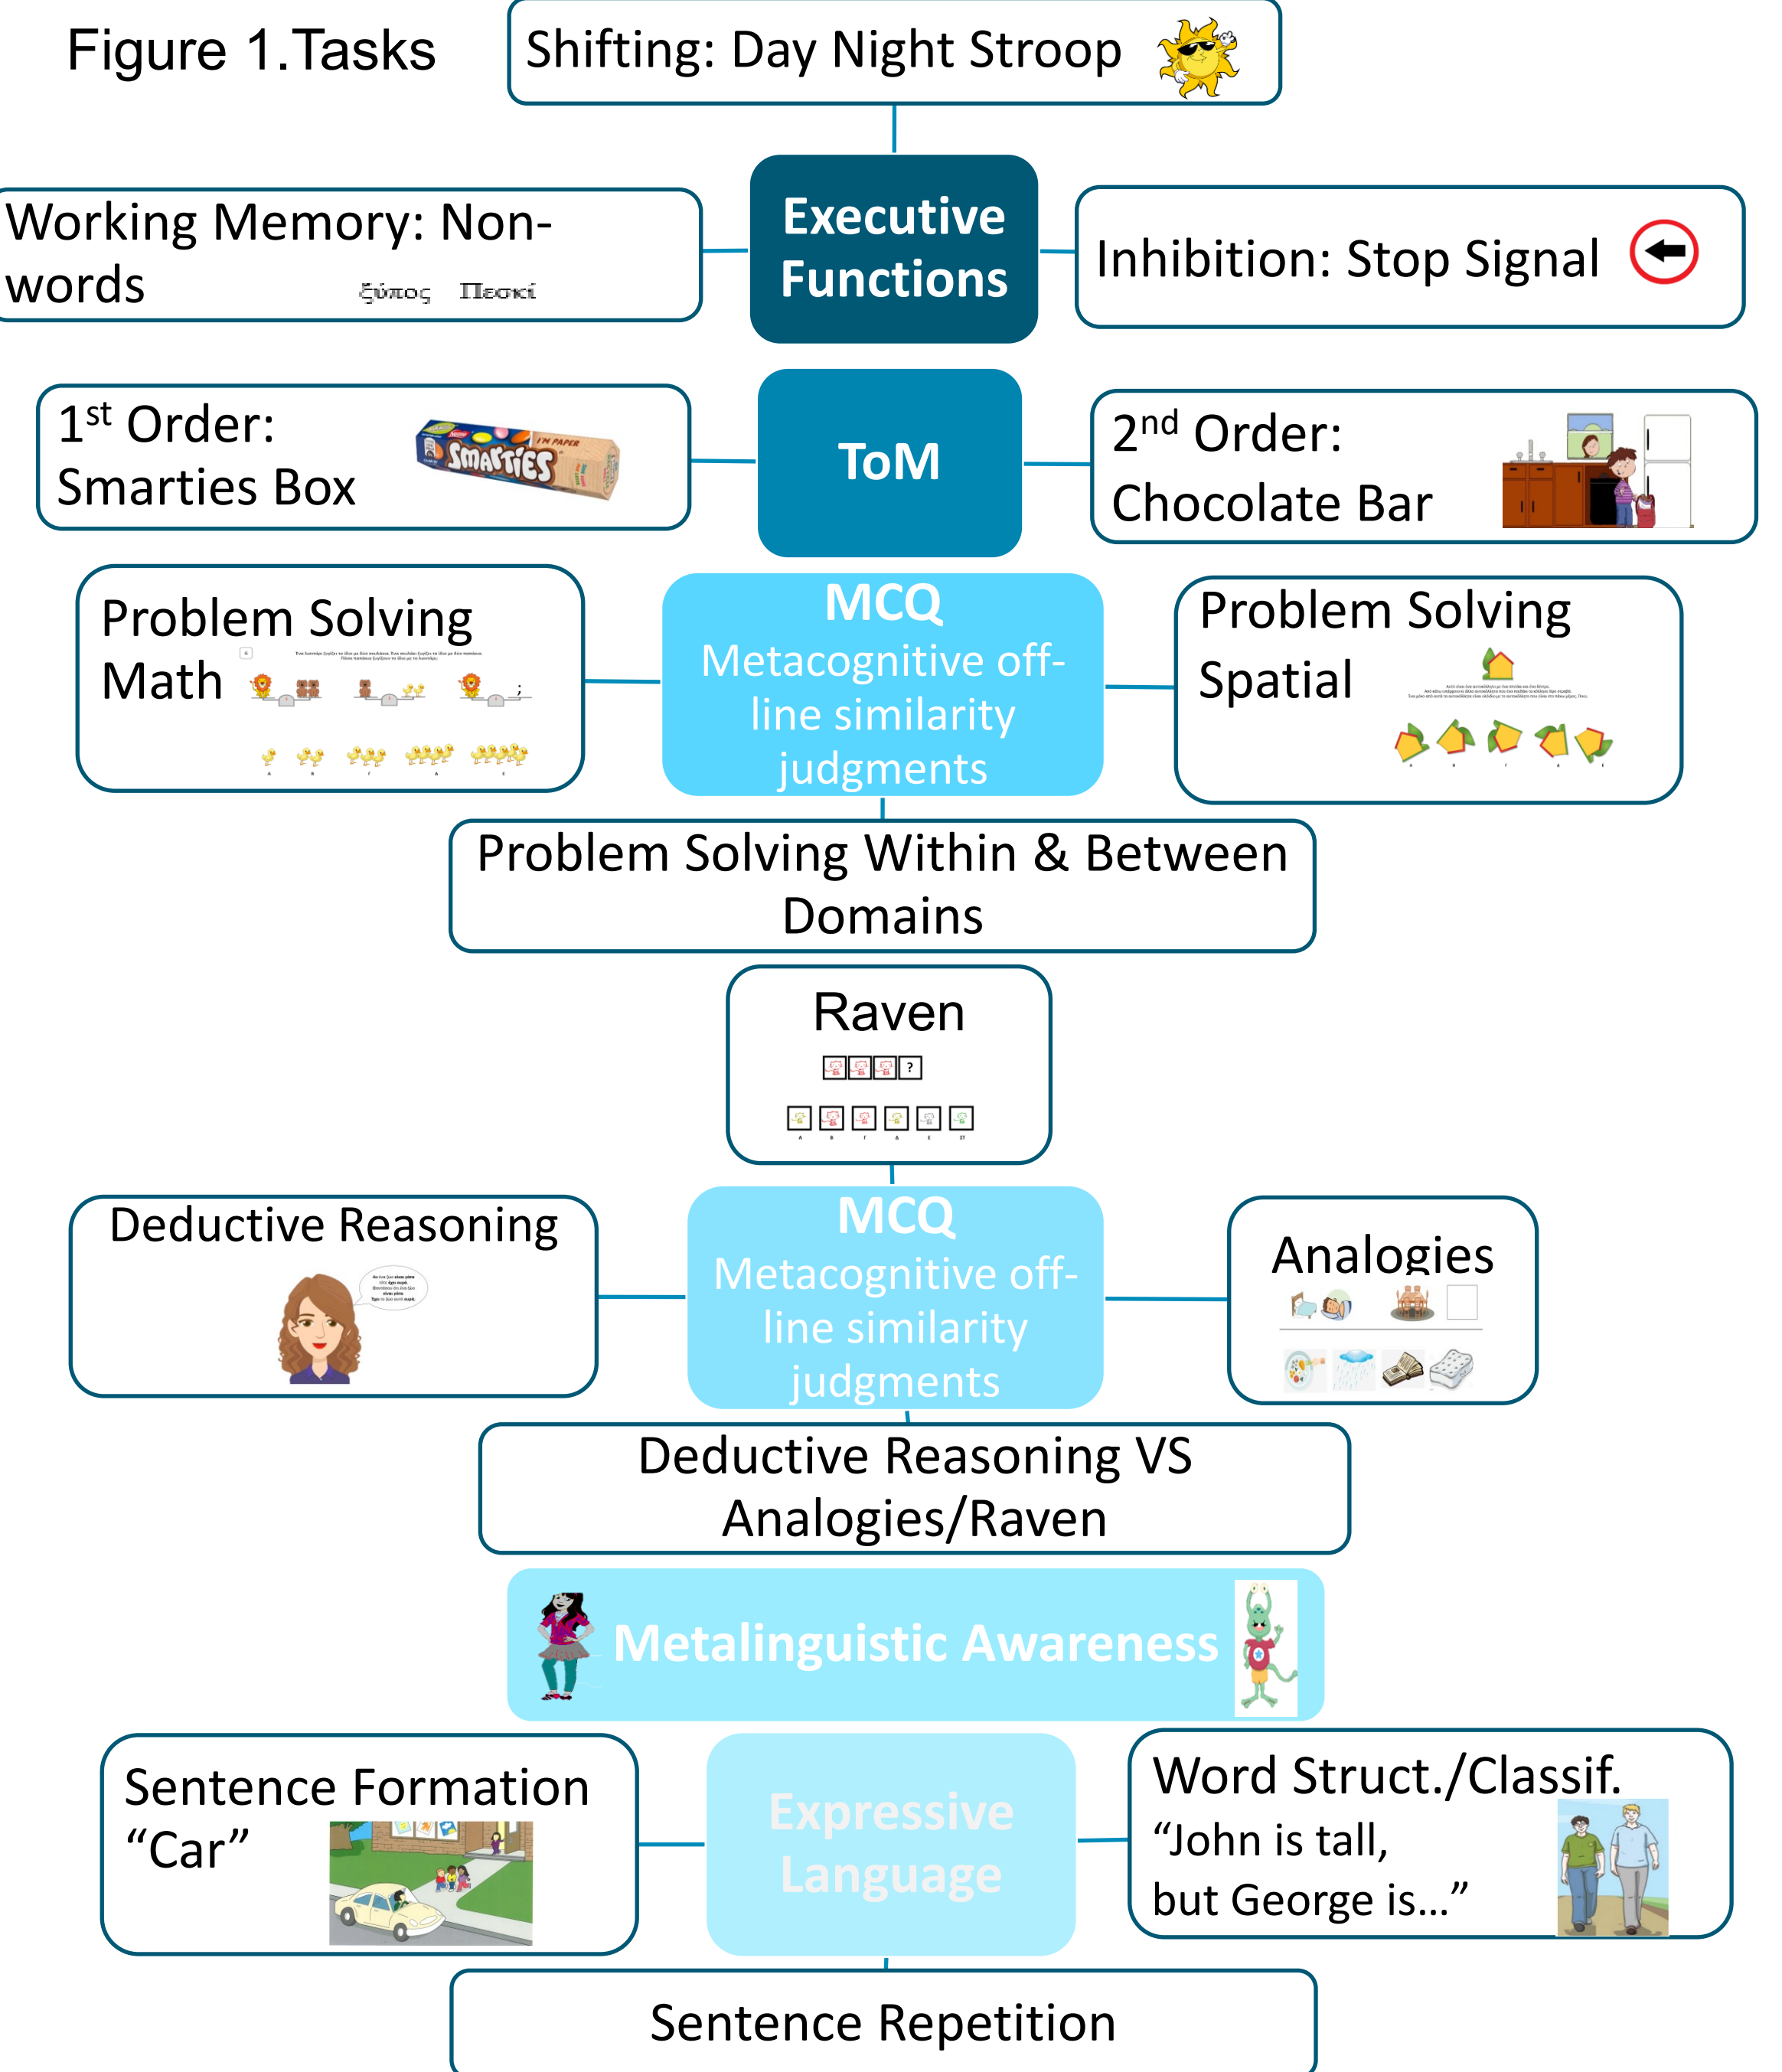 Figure 1.Tasks
Shifting: Day Night Stroop
Working Memory: Non-
words
ξύπος Πεσκί
Executive
Functions
Inhibition: Stop Signal
1st Order:
Smarties Box
SMARTIES
I'M PAPER
ToM
2nd Order:
Chocolate Bar
Problem Solving
Math
6
;
Α Β Γ Δ Ε
MCQ
Metacognitive off-
line similarity
judgments
Problem Solving
Spatial
Α Β Γ Δ Ε
Problem Solving Within & Between
Domains
Raven
?
Α Β Γ Δ Ε ΣΤ
Deductive Reasoning
MCQ
Metacognitive off-
line similarity
judgments
Analogies
Deductive Reasoning VS
Analogies/Raven
Metalinguistic Awareness
Sentence Formation
“Car”
Expressive
Language
Word Struct./Classif.
“John is tall,
but George is...”
Sentence Repetition